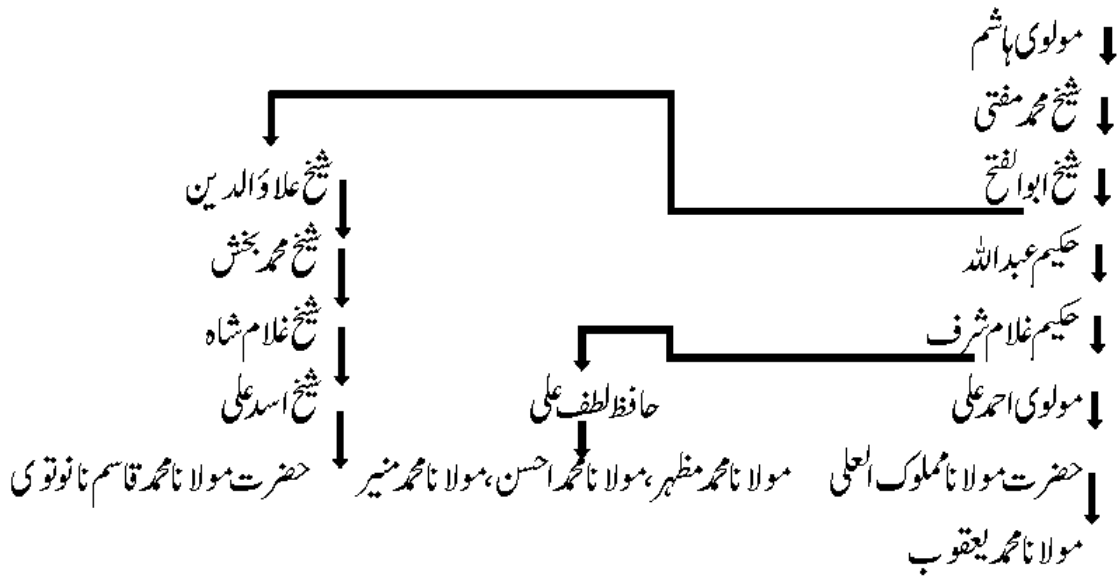 مولوی ہاشم
شیخ محمد مفتی
شیخ ابوالفتح
شیخ علاؤالدین
حکیم عبداللہ
شیخ محمد بخش
حکیم غلام شرف
شیخ غلام شاہ
مولوی احمد علی
حافظ لطف علی
شیخ اسد علی
حضرت مولانا مملوک العلی
مولانا محمد مظہر، مولانا محمد احسن، مولانا محمد منیر
حضرت مولانا محمد قاسم نانوتوی
مولانا محمد یعقوب